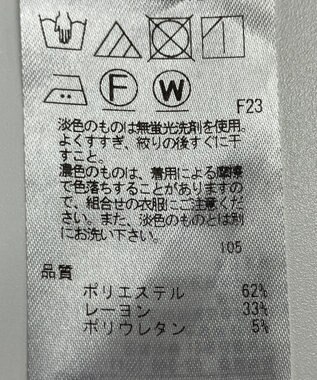 F W F23
淡色のものは無蛍光洗剤を使用。
よくすすぎ、絞りの後すぐに干
すこと。
濃色のものは、着用による摩擦
で色落ちすることがありますの
で、組合せの衣服にご注意くだ
さい。また、淡色のものとは別
にお洗い下さい。
105
品質
ポリエステル 62%
レーヨン 33%
ポリウレタン 5%